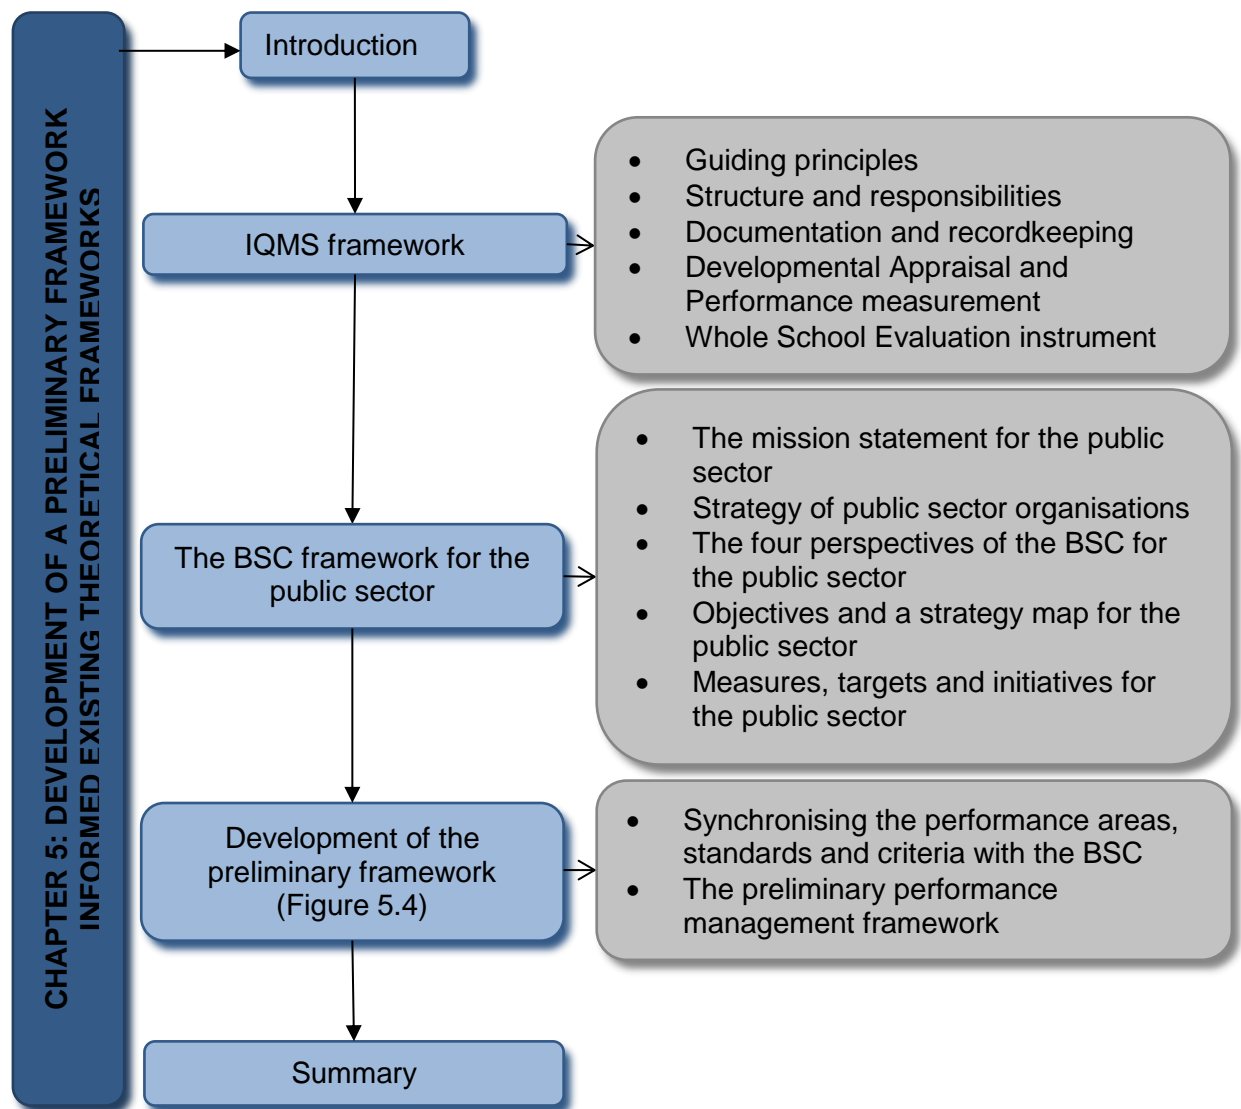 CHAPTER 5: DEVELOPMENT OF A PRELIMINARY FRAMEWORK
INFORMED EXISTING THEORETICAL FRAMEWORKS
Introduction
IQMS framework
• Guiding principles
• Structure and responsibilities
• Documentation and recordkeeping
• Developmental Appraisal and
Performance measurement
• Whole School Evaluation instrument
The BSC framework for the
public sector
• The mission statement for the public
sector
• Strategy of public sector organisations
• The four perspectives of the BSC for
the public sector
• Objectives and a strategy map for the
public sector
• Measures, targets and initiatives for
the public sector
Development of the
preliminary framework
(Figure 5.4)
• Synchronising the performance areas,
standards and criteria with the BSC
• The preliminary performance
management framework
Summary